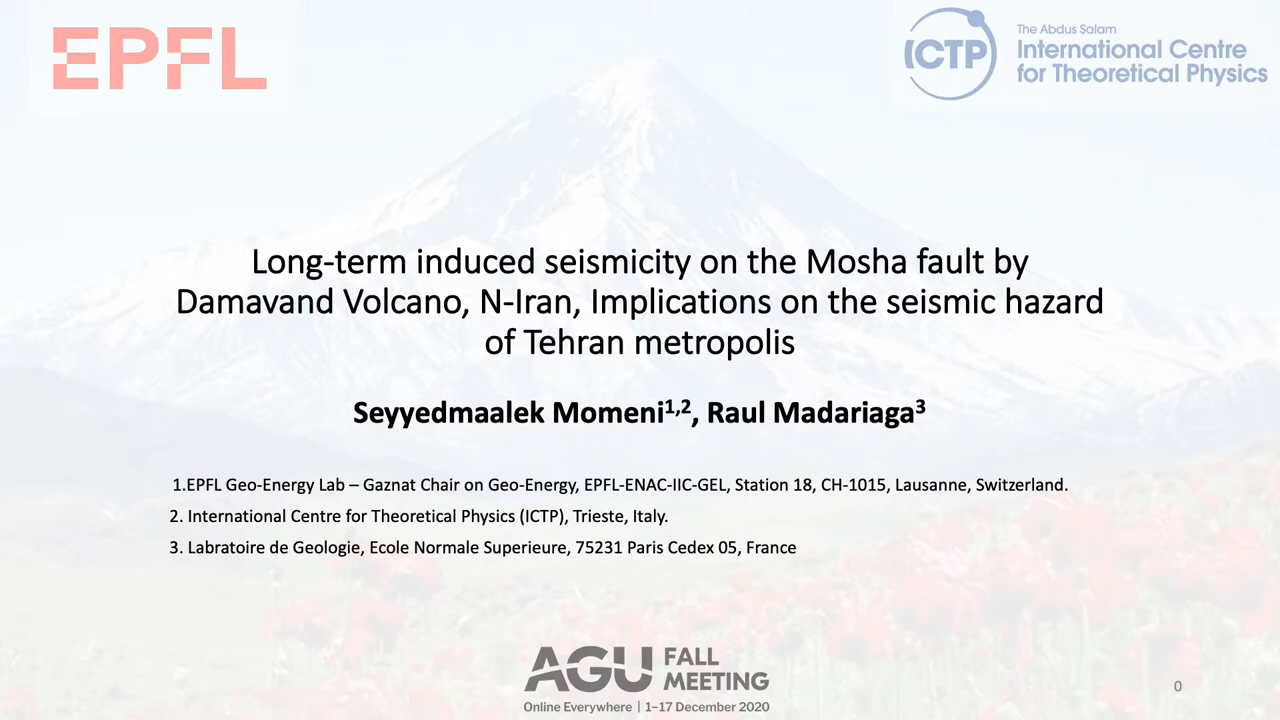 EPFL
ICTP
The Abdus Salam
International Centre
for Theoretical Physics
Long-term induced seismicity on the Mosha fault by
Damavand Volcano, N-Iran, Implications on the seismic hazard
of Tehran metropolis
Seyyedmaalek Momeni1,2, Raul Madariaga3
1.EPFL Geo-Energy Lab – Gaznat Chair on Geo-Energy, EPFL-ENAC-IIC-GEL, Station 18, CH-1015, Lausanne, Switzerland.
2. International Centre for Theoretical Physics (ICTP), Trieste, Italy.
3. Labratoire de Geologie, Ecole Normale Superieure, 75231 Paris Cedex 05, France
AGU FALL
MEETING
Online Everywhere | 1–17 December 2020
0